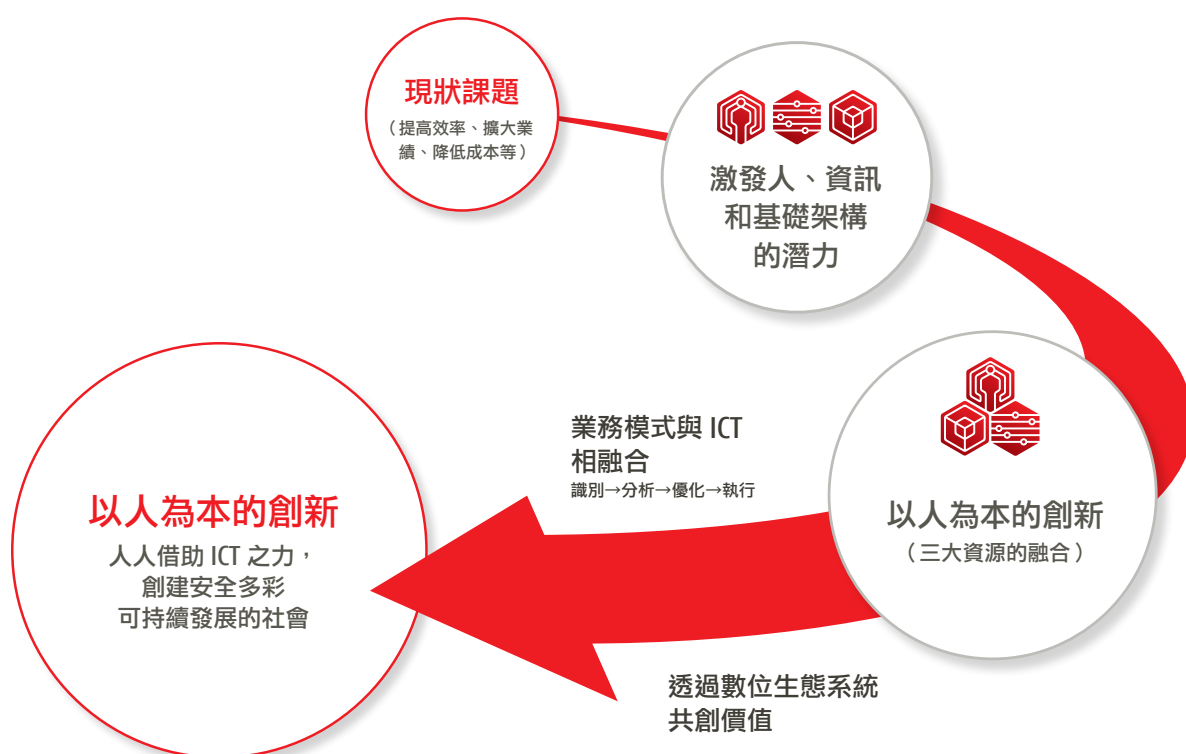 現狀課題
（提高效率、擴大業
績、降低成本等）
激發人、資訊
和基礎架構
的潛力
以人為本的創新
（三大資源的融合）
業務模式與 ICT
相融合
識別→分析→優化→執行
透過數位生態系統
共創價值
以人為本的創新
人人借助 ICT 之力，
創建安全多彩
可持續發展的社會